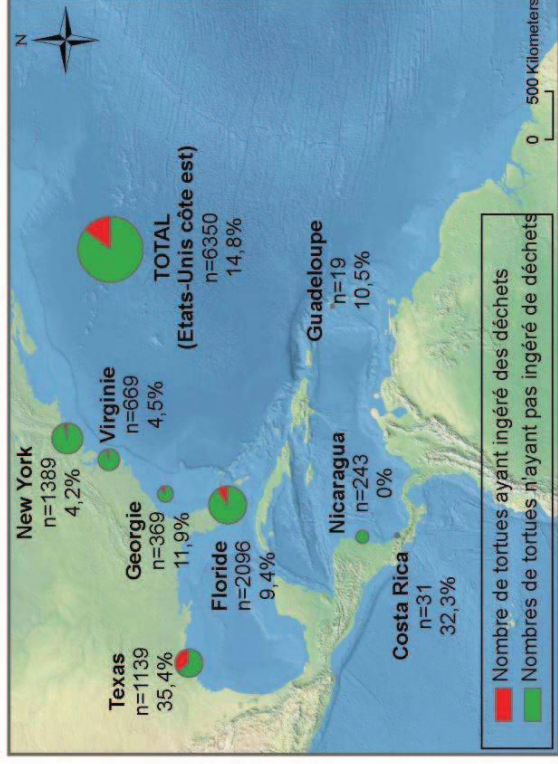 N
New York
n=1389
4,2%
Virginie
n=669
4,5%
TOTAL
(Etats-Unis côte est)
n=6350
14,8%
Georgie
n=369
11,9%
Texas
n=1139
35,4%
Floride
n=2096
9,4%
Guadeloupe
n=19
10,5%
Nicaragua
n=243
0%
Costa Rica
n=31
32,3%
Nombre de tortues ayant ingéré des déchets
Nombres de tortues n'ayant pas ingéré de déchets
0 500 Kilometers